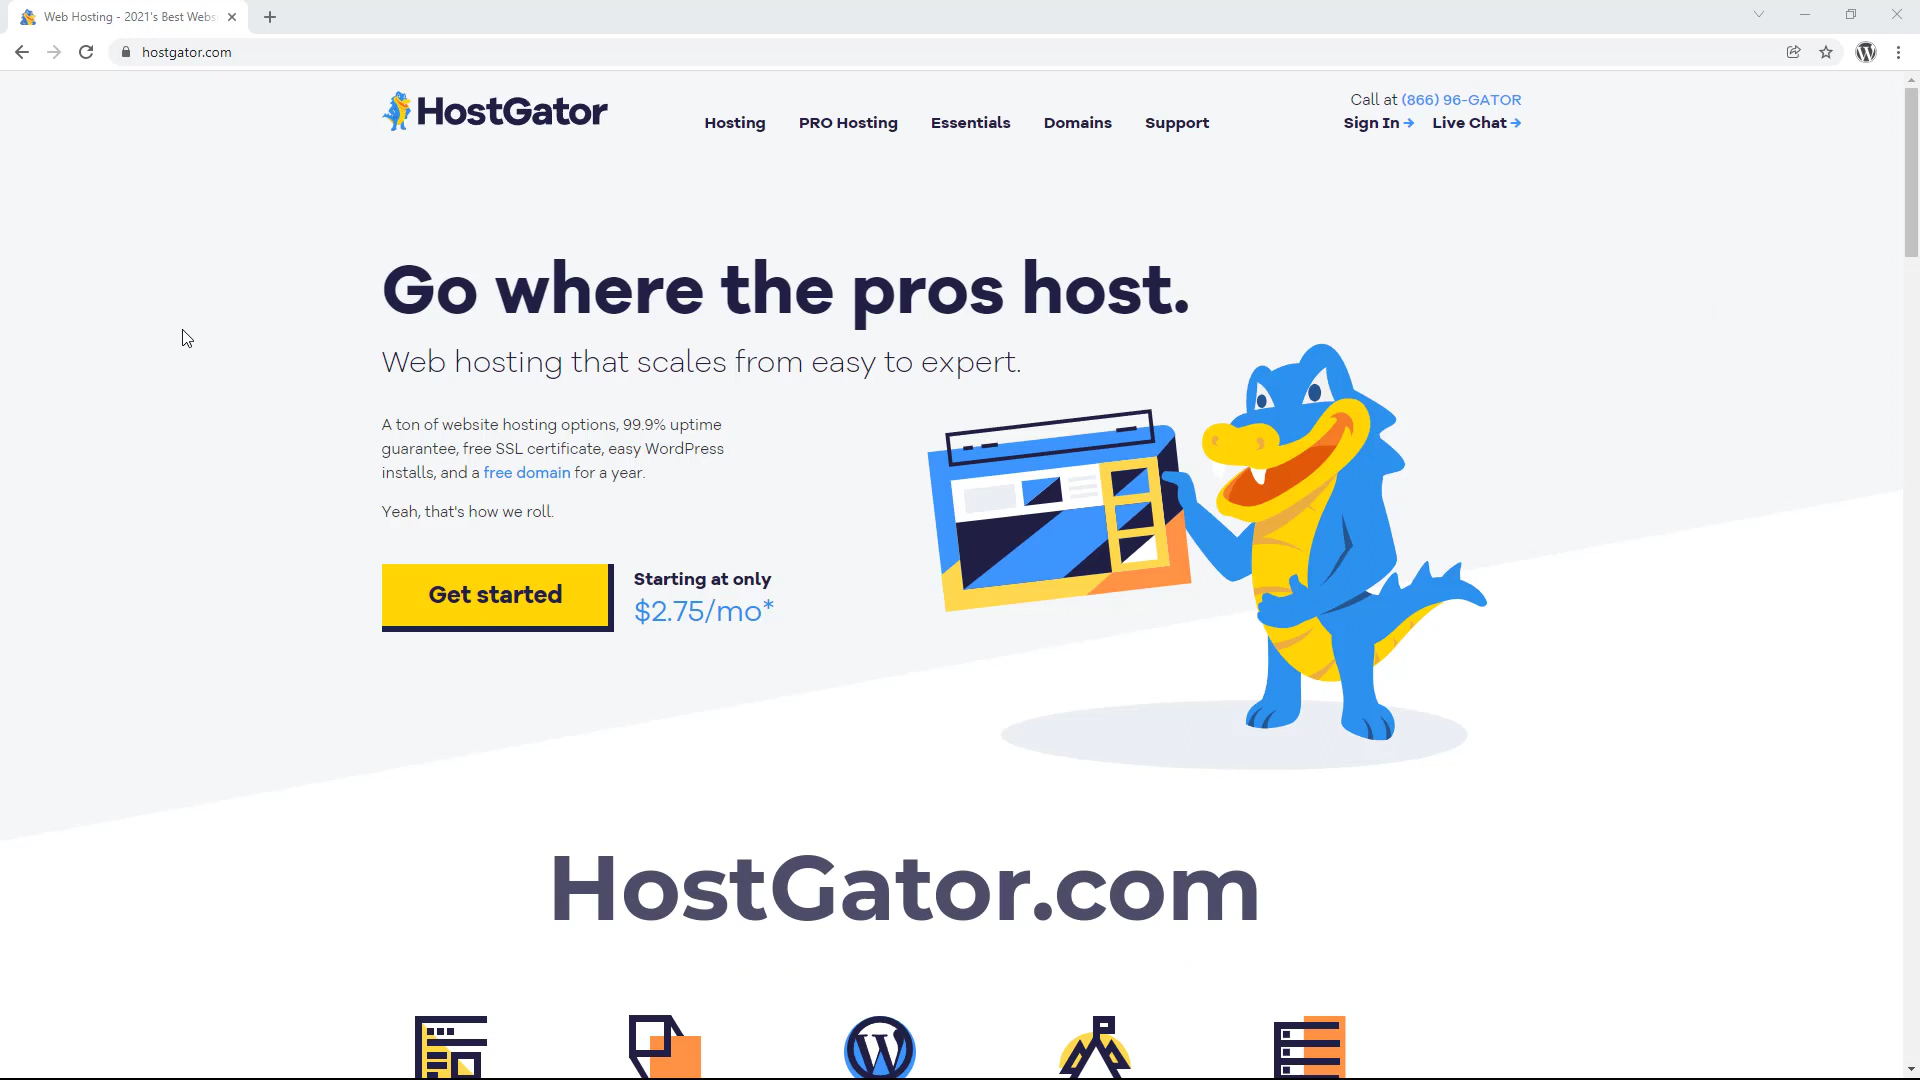 Web Hosting - 2021's Best Webs
hostgator.com
HostGator
Hosting
PRO Hosting
Essentials
Domains
Support
Call at (866) 96-GATOR
Sign In → Live Chat →
Go where the pros host.
Web hosting that scales from easy to expert.
A ton of website hosting options, 99.9% uptime
guarantee, free SSL certificate, easy WordPress
installs, and a free domain for a year.
Yeah, that's how we roll.
Get started
Starting at only
$2.75/mo*
HostGator.com